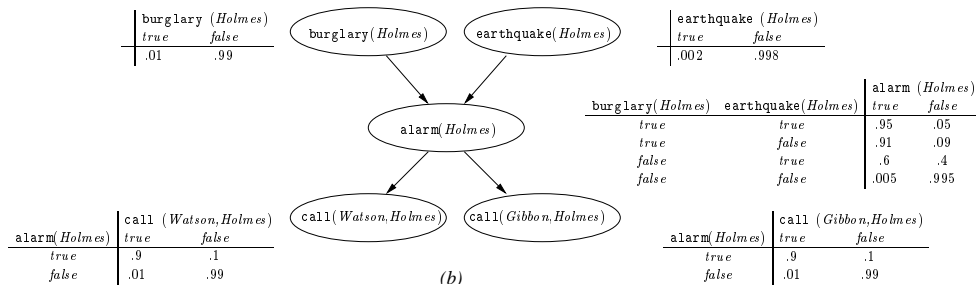 burglary (Holmes)
true false
.01 .99
burglary(Holmes)
earthquake(Holmes)
earthquake (Holmes)
true false
.002 .998
alarm(Holmes)
alarm (Holmes)
burglary(Holmes) earthquake(Holmes) true false
true true .95 .05
true false .91 .09
false true .6 .4
false false .005 .995
call(Watson,Holmes)
call(Gibbon,Holmes)
call (Watson,Holmes)
alarm(Holmes) true false
true .9 .1
false .01 .99
call (Gibbon,Holmes)
alarm(Holmes) true false
true .9 .1
false .01 .99
(b)